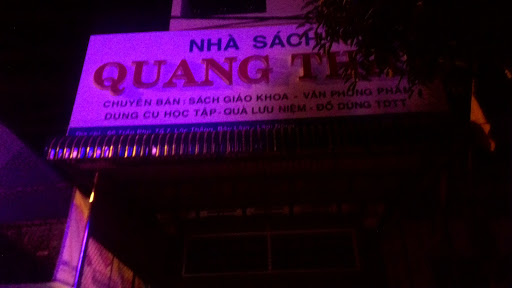 NHÀ SÁCH
QUANG
CHUYÊN BÁN : SÁCH GIÁO KHOA - VĂN PHÒNG PHẨM
DỤNG CỤ HỌC TẬP - QUÀ LƯU NIỆM - ĐỒ DÙNG TDTT